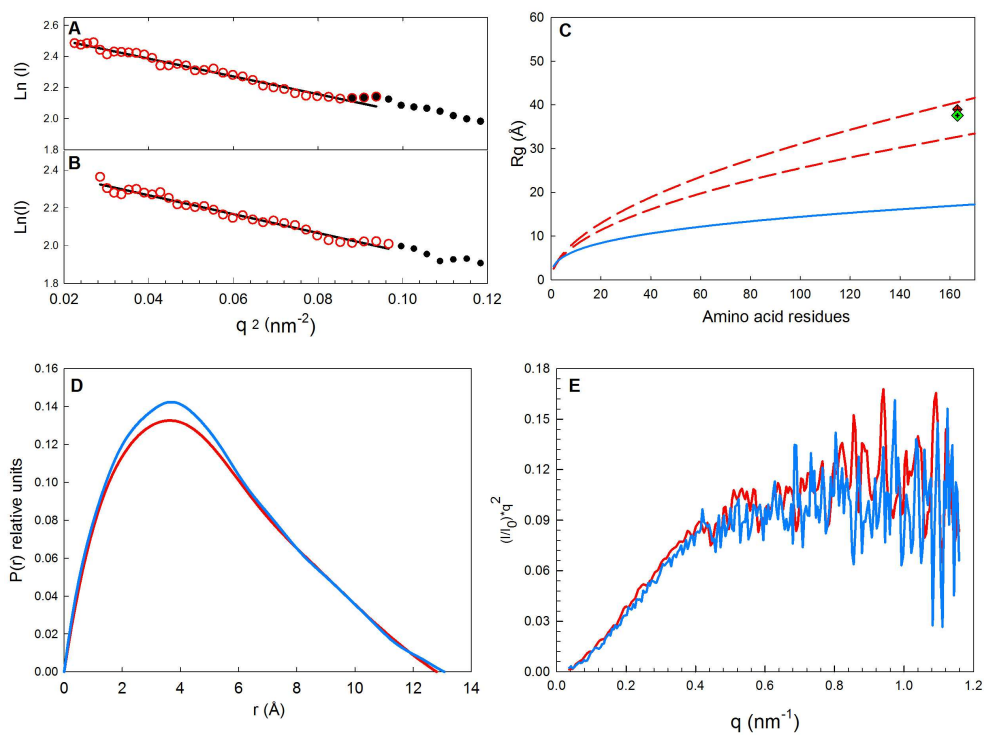 A
Ln (I)
2.6
2.4
2.2
2.0
1.8
B
Ln(I)
2.4
2.2
2.0
1.8
0.02 0.04 0.06 0.08 0.10 0.12
q 2 (nm-2)
C
Rg (Å)
60
50
40
30
20
10
0
0 20 40 60 80 100 120 140 160
Amino acid residues
D
P(r) relative units
0.16
0.14
0.12
0.10
0.08
0.06
0.04
0.02
0.00
0 2 4 6 8 10 12 14
r (Å)
E
(I/I0)*q2
0.18
0.15
0.12
0.09
0.06
0.03
0.00
0.0 0.2 0.4 0.6 0.8 1.0 1.2
q (nm-1)